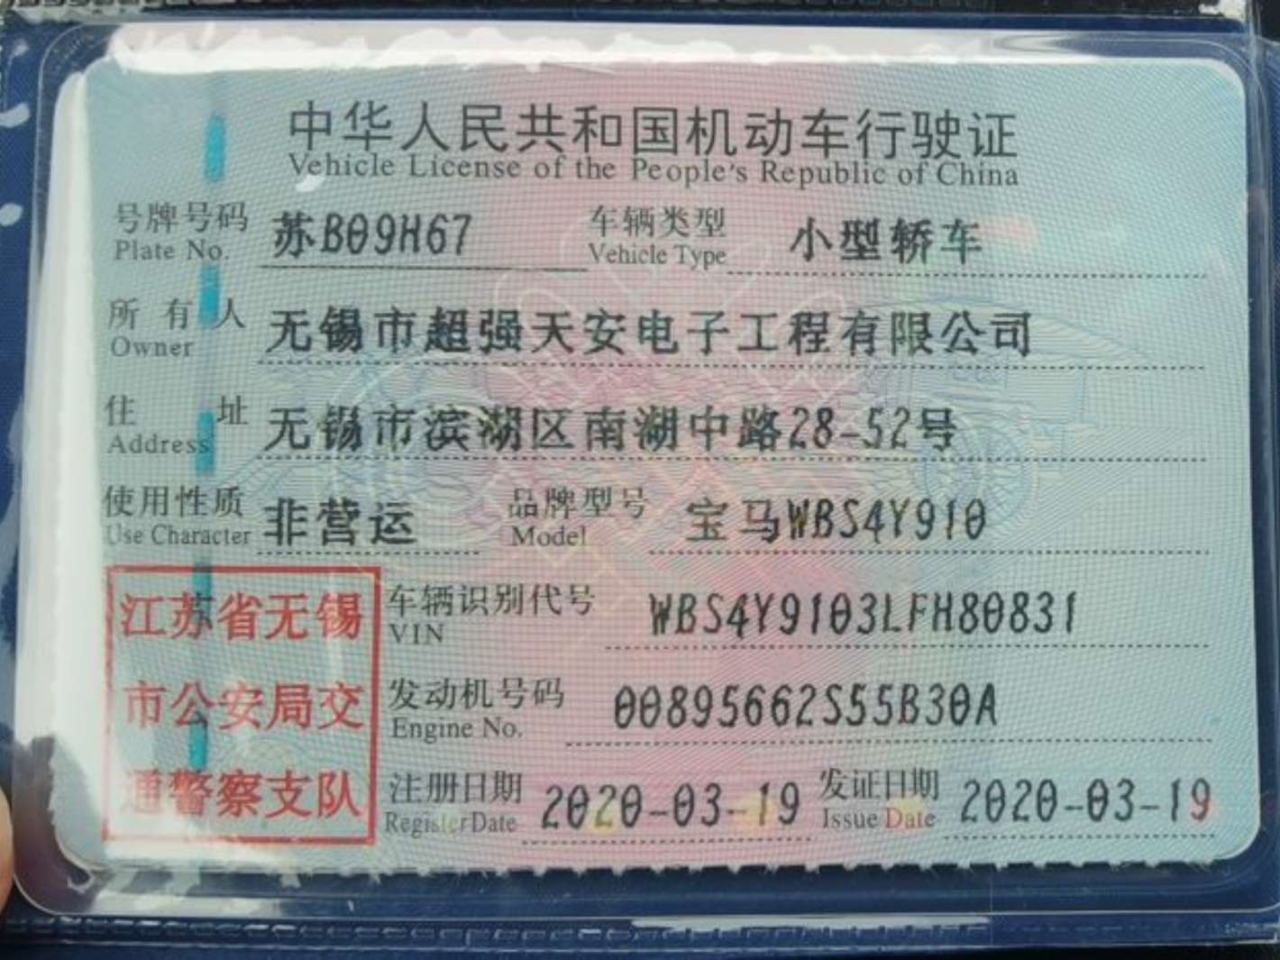 中华人民共和国机动车行驶证
Vehicle License of the People's Republic of China
号牌号码 苏B09H67 车辆类型 小型轿车
Plate No. Vehicle Type
所有人 无锡市超强天安电子工程有限公司
Owner
住址 无锡市滨湖区南湖中路28-52号
Address
使用性质 非营运 品牌型号 宝马WBS4Y910
Use Character Model
江苏省无锡
市公安局交
通警察支队
车辆识别代号 WBS4Y9103LFH80831
VIN
发动机号码 00895662S55B30A
Engine No.
注册日期 2020-03-19 发证日期 2020-03-19
Register Date Issue Date